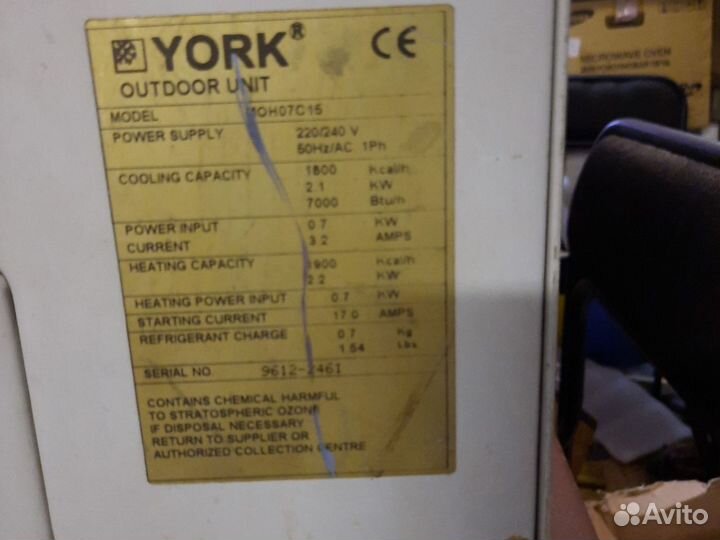 YORK®
CE
OUTDOOR UNIT
MODEL MOH07C15
POWER SUPPLY 220/240 V
50Hz/AC 1Ph
COOLING CAPACITY 1800 Kcal/h
2.1 KW
7000 Btu/h
POWER INPUT 0.7 KW
CURRENT 3.2 AMPS
HEATING CAPACITY 1900 Kcal/h
2.2 KW
HEATING POWER INPUT 0.7 KW
STARTING CURRENT 17.0 AMPS
REFRIGERANT CHARGE 0.7 Kg
1.54 Lbs
SERIAL NO. 9612-2461
CONTAINS CHEMICAL HARMFUL
TO STRATOSPHERIC OZONE
IF DISPOSAL NECESSARY
RETURN TO SUPPLIER OR
AUTHORIZED COLLECTION CENTRE
MICROWAVE OVEN
Avito